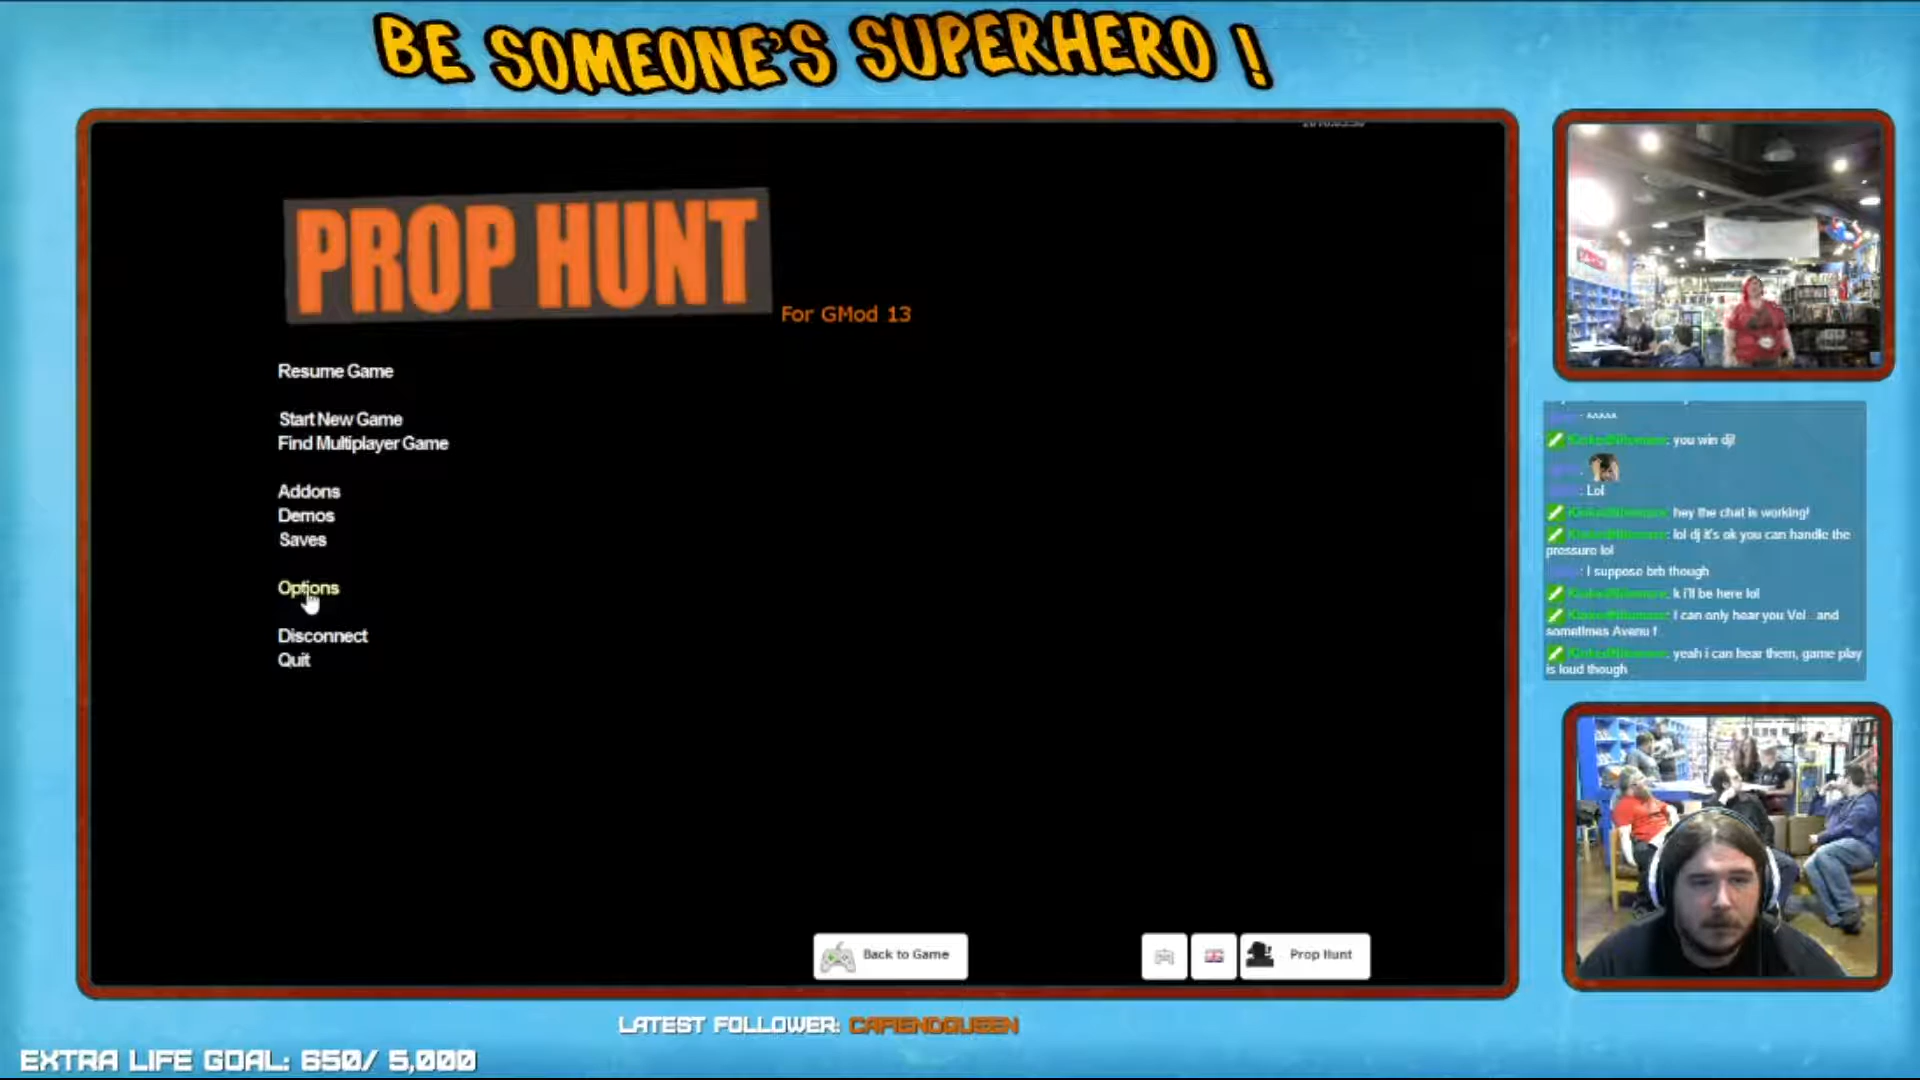 BE SOMEONE'S SUPERHERO !
PROP HUNT
For GMod 13
Resume Game
Start New Game
Find Multiplayer Game
Addons
Demos
Saves
Options
Disconnect
Quit
Back to Game
Prop Hunt
: xxxxx
: you win dj!
: Lol
: hey the chat is working!
: lol dj it's ok you can handle the
pressure lol
: I suppose brb though
: k i'll be here lol
: I can only hear you Vol and
sometimes Avenu f
: yeah i can hear them, game play
is loud though
LATEST FOLLOWER: CAFIENDQUEEN
EXTRA LIFE GOAL: 650/ 5,000